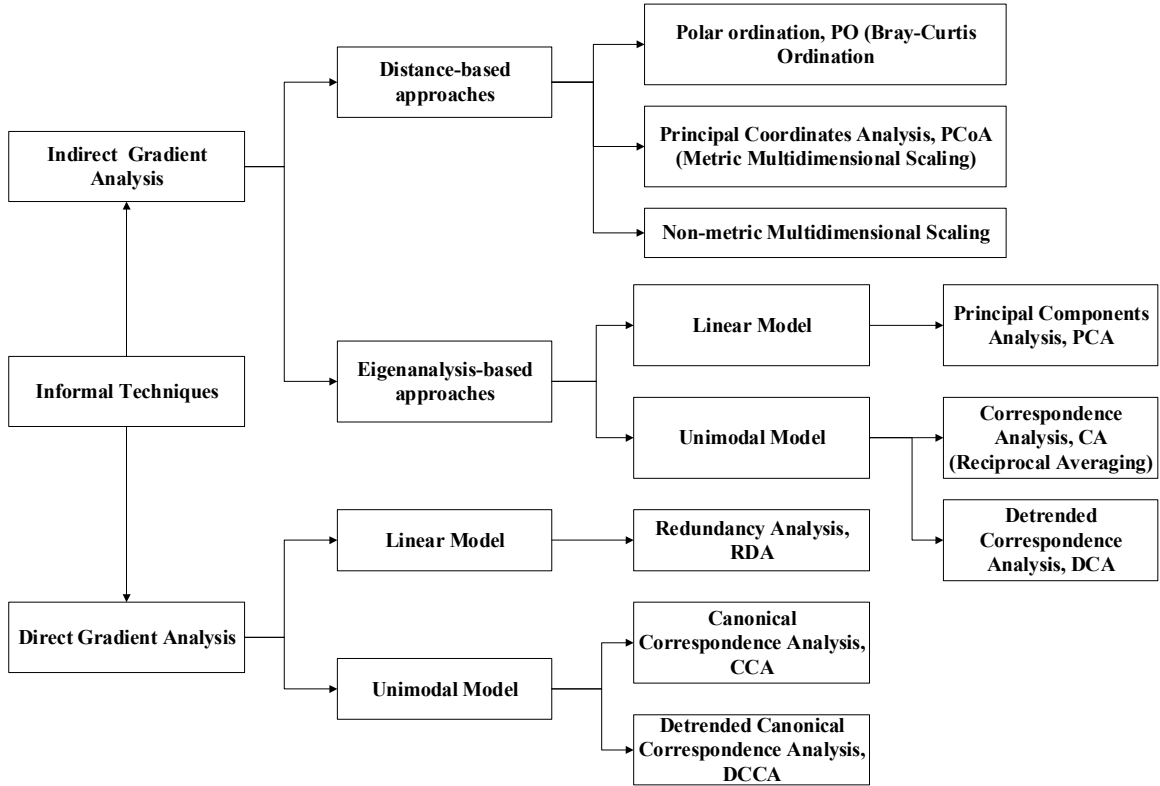 Polar ordination, PO (Bray-Curtis
Ordination
Distance-based
approaches
Principal Coordinates Analysis, PCoA
(Metric Multidimensional Scaling)
Indirect Gradient
Analysis
Non-metric Multidimensional Scaling
Linear Model
Principal Components
Analysis, PCA
Informal Techniques
Eigenanalysis-based
approaches
Unimodal Model
Correspondence
Analysis, CA
(Reciprocal Averaging)
Detrended
Correspondence
Analysis, DCA
Linear Model
Redundancy Analysis,
RDA
Direct Gradient Analysis
Canonical
Correspondence Analysis,
CCA
Unimodal Model
Detrended Canonical
Correspondence Analysis,
DCCA